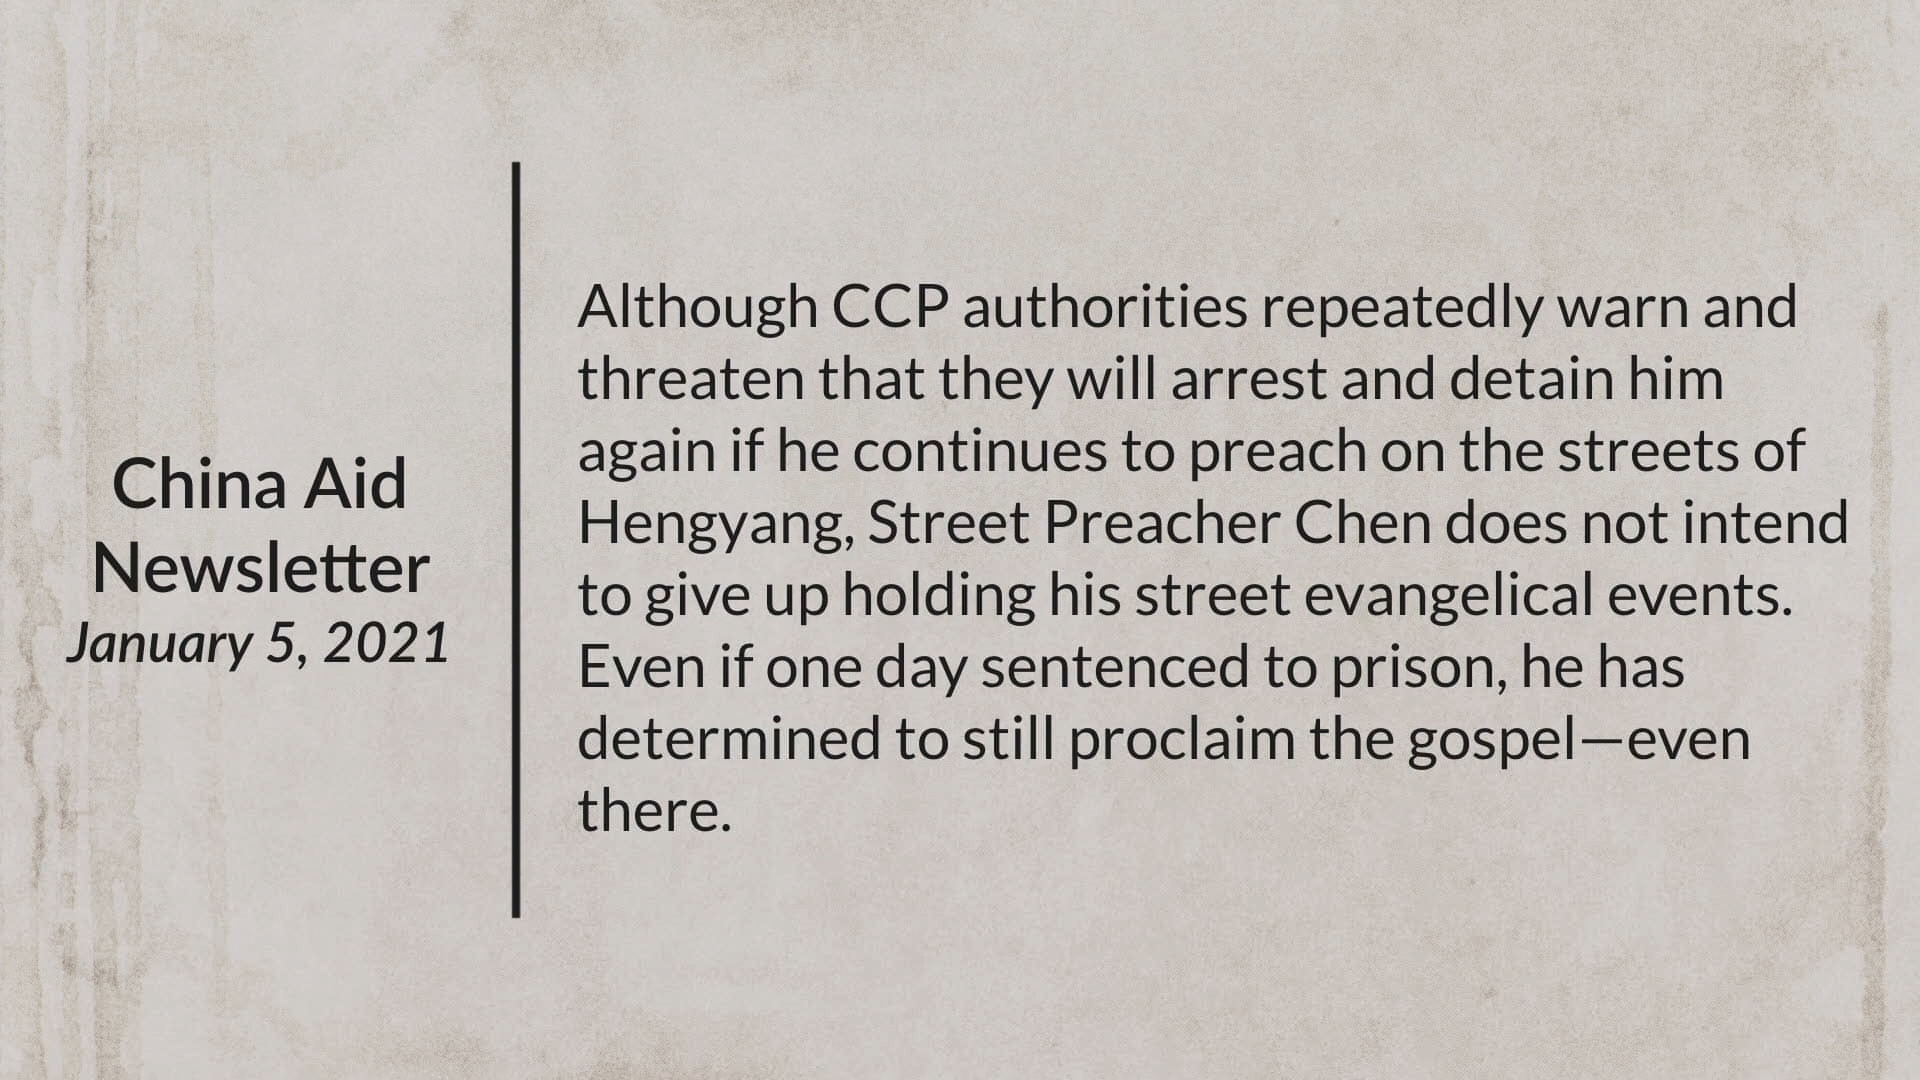 China Aid
Newsletter
January 5, 2021
Although CCP authorities repeatedly warn and
threaten that they will arrest and detain him
again if he continues to preach on the streets of
Hengyang, Street Preacher Chen does not intend
to give up holding his street evangelical events.
Even if one day sentenced to prison, he has
determined to still proclaim the gospel—even
there.